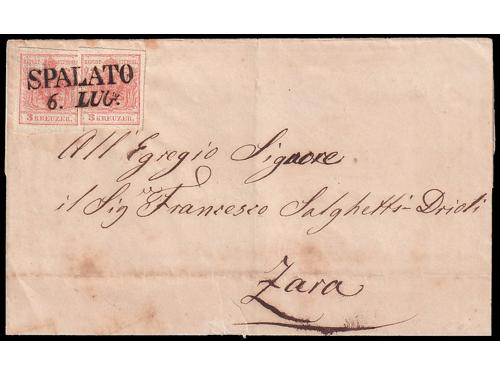 SPALATO
6. LUG.
3 KREUZER. 3 KREUZER.
All'Egregio Signore
il Sig Francesco Salghetti-Drioli
Zara